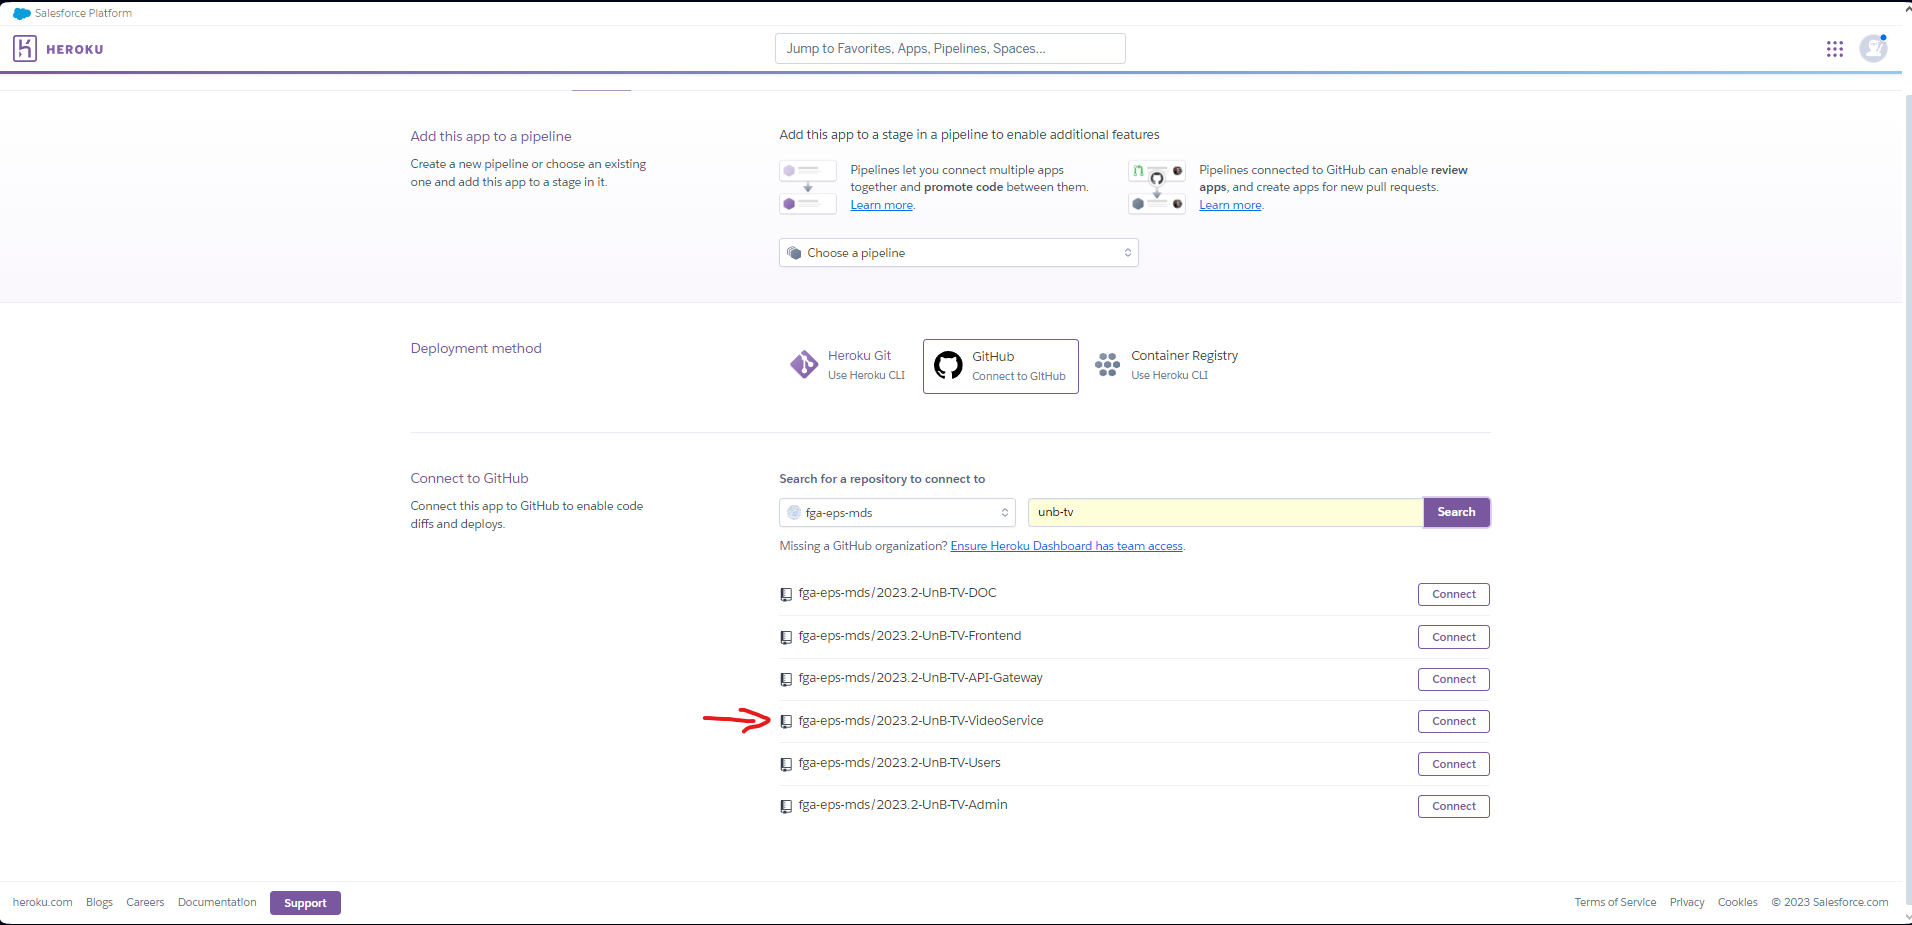 Salesforce Platform
HEROKU
Jump to Favorites, Apps, Pipelines, Spaces...
Add this app to a pipeline
Create a new pipeline or choose an existing
one and add this app to a stage in it.
Add this app to a stage in a pipeline to enable additional features
Pipelines let you connect multiple apps
together and promote code between them.
Learn more.
Pipelines connected to GitHub can enable review
apps, and create apps for new pull requests.
Learn more.
Choose a pipeline
Deployment method
Heroku Git
Use Heroku CLI
GitHub
Connect to GitHub
Container Registry
Use Heroku CLI
Connect to GitHub
Connect this app to GitHub to enable code
diffs and deploys.
Search for a repository to connect to
fga-eps-mds
unb-tv
Search
Missing a GitHub organization? Ensure Heroku Dashboard has team access.
fga-eps-mds/2023.2-UnB-TV-DOC Connect
fga-eps-mds/2023.2-UnB-TV-Frontend Connect
fga-eps-mds/2023.2-UnB-TV-API-Gateway Connect
fga-eps-mds/2023.2-UnB-TV-VideoService Connect
fga-eps-mds/2023.2-UnB-TV-Users Connect
fga-eps-mds/2023.2-UnB-TV-Admin Connect
heroku.com Blogs Careers Documentation Support
Terms of Service Privacy Cookies © 2023 Salesforce.com